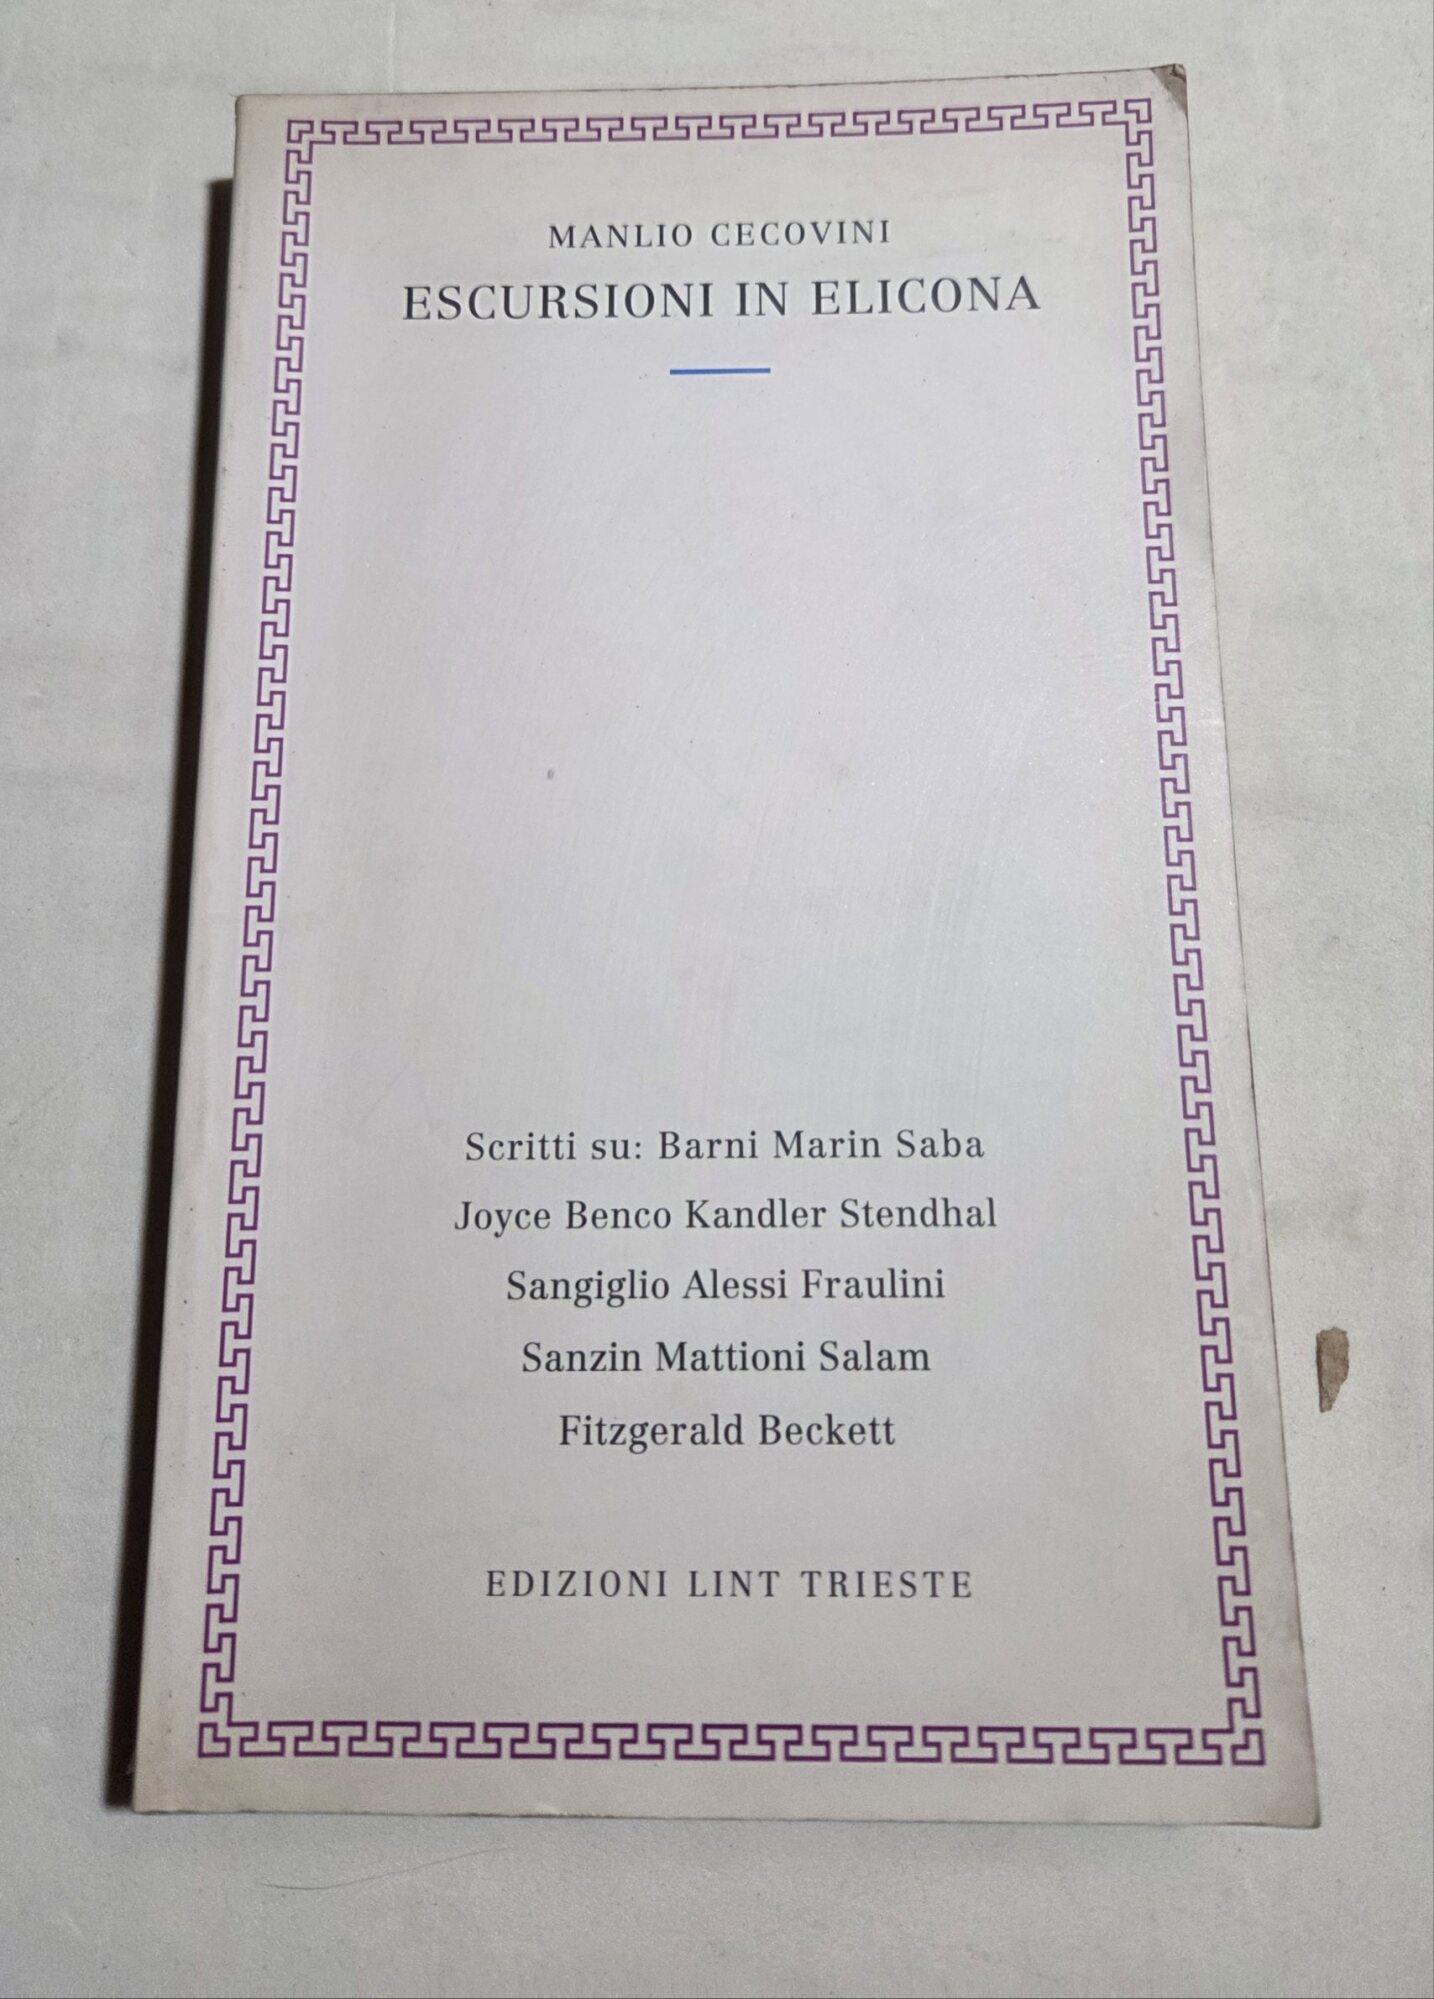 MANLIO CECOVINI
ESCURSIONI IN ELICONA
Scritti su: Barni Marin Saba
Joyce Benco Kandler Stendhal
Sangiglio Alessi Fraulini
Sanzin Mattioni Salam
Fitzgerald Beckett
EDIZIONI LINT TRIESTE